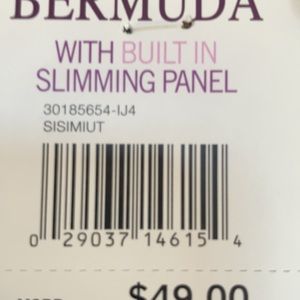 BERMUDA
WITH BUILT IN
SLIMMING PANEL
30185654-IJ4
SISIMIUT
0 29037 14615 4
$49.00